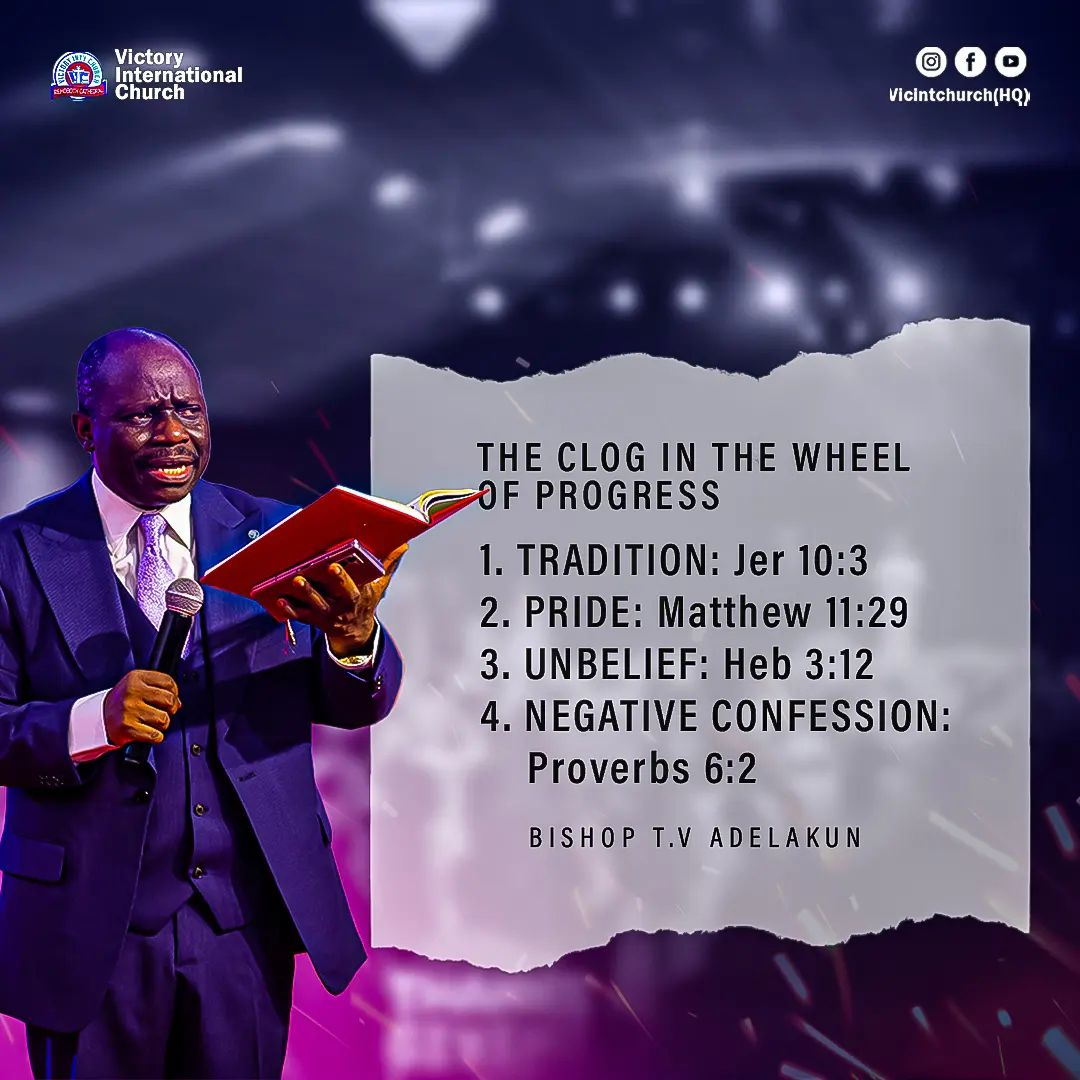 Victory
International
Church
VicIntchurch(HQ)
THE CLOG IN THE WHEEL
OF PROGRESS
1. TRADITION: Jer 10:3
2. PRIDE: Matthew 11:29
3. UNBELIEF: Heb 3:12
4. NEGATIVE CONFESSION:
Proverbs 6:2
BISHOP T.V ADELAKUN